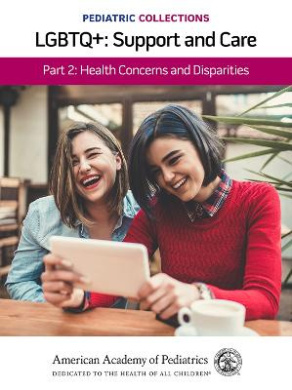 PEDIATRIC COLLECTIONS
LGBTQ+: Support and Care
Part 2: Health Concerns and Disparities
American Academy of Pediatrics
DEDICATED TO THE HEALTH OF ALL CHILDREN®